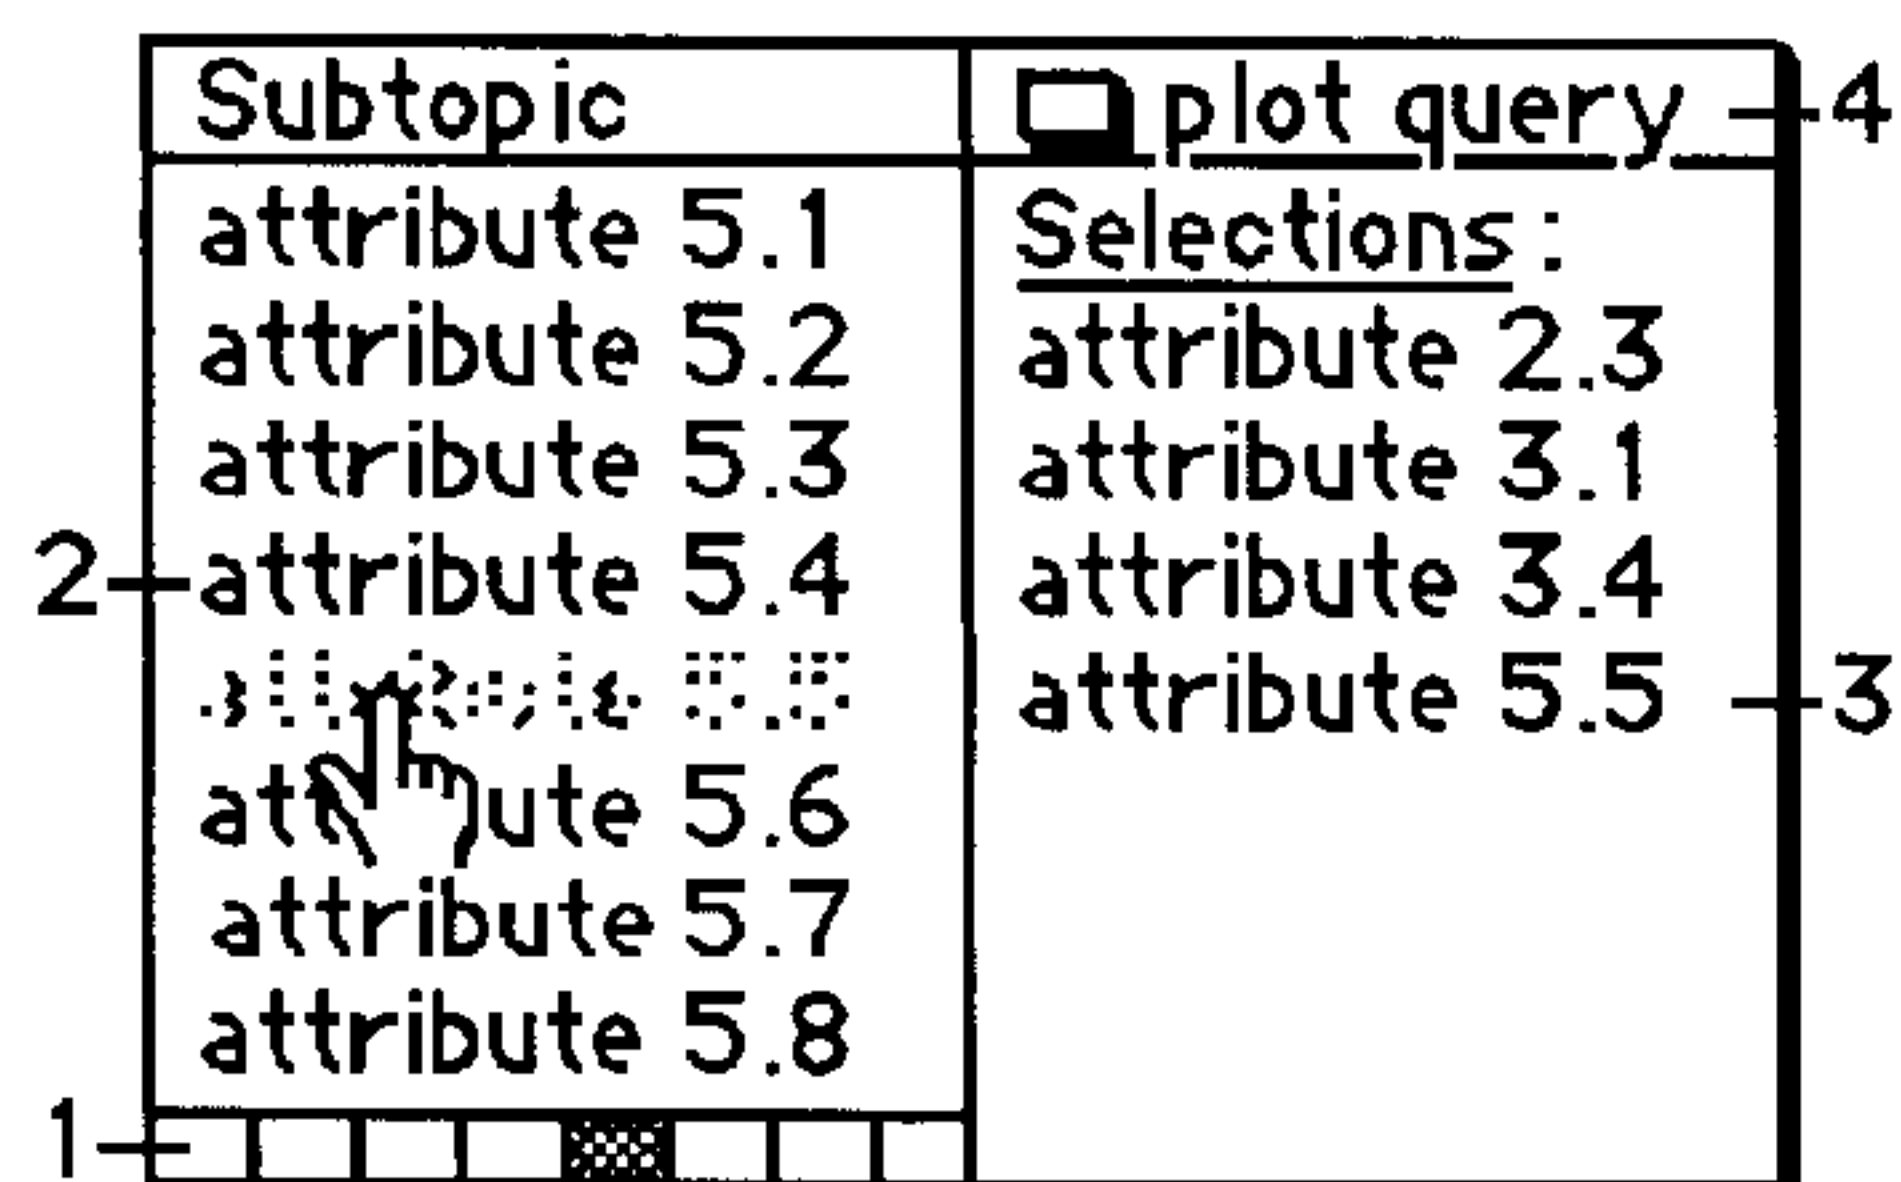 Subtopic
plot query
4
attribute 5.1
Selections:
attribute 5.2
attribute 2.3
attribute 5.3
attribute 3.1
2
attribute 5.4
attribute 3.4
attribute 5.5
3
attribute 5.6
attribute 5.7
attribute 5.8
1